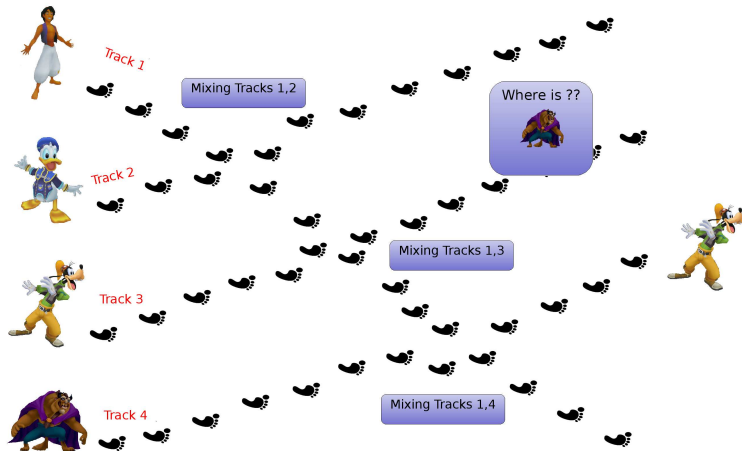 Track 1
Mixing Tracks 1,2
Where is ??
Track 2
Mixing Tracks 1,3
Track 3
Mixing Tracks 1,4
Track 4